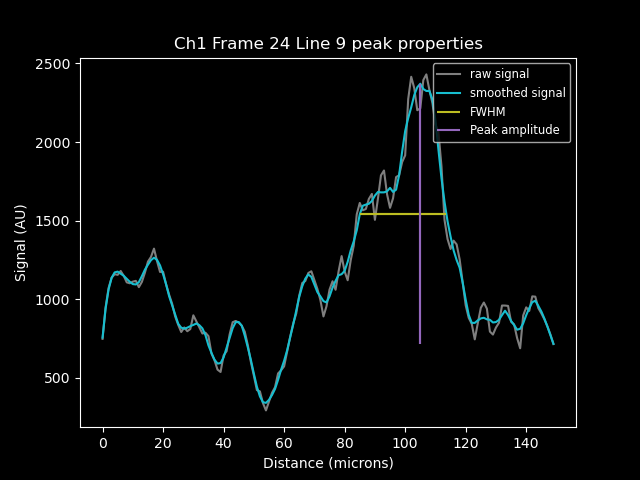 Ch1 Frame 24 Line 9 peak properties
raw signal
smoothed signal
FWHM
Peak amplitude
Signal (AU)
2500
2000
1500
1000
500
0 20 40 60 80 100 120 140
Distance (microns)